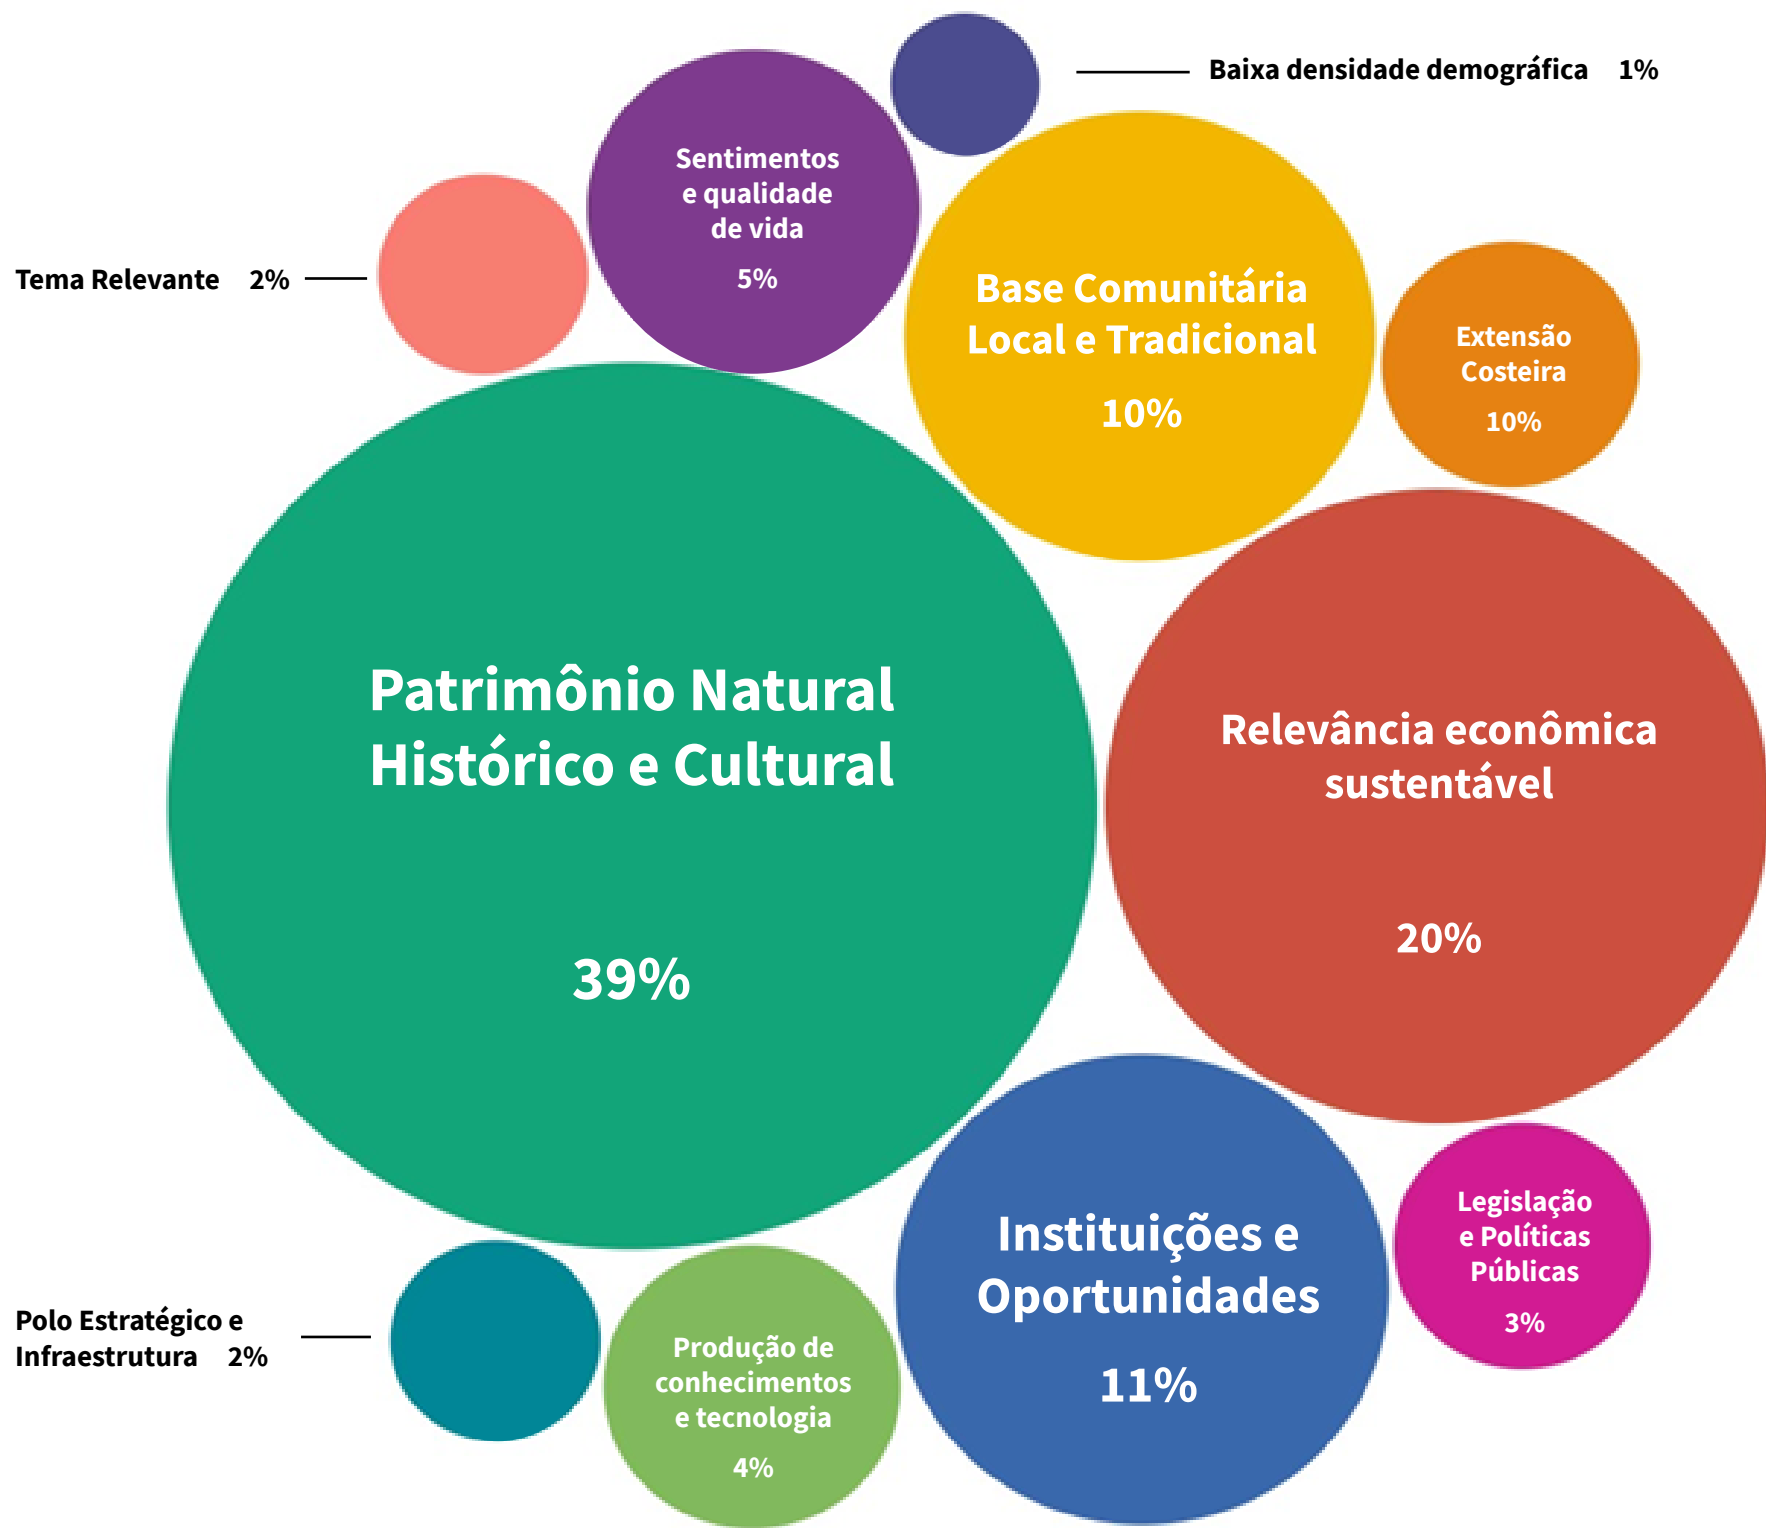 Baixa densidade demográfica 1%
Sentimentos
e qualidade
de vida
5%
Tema Relevante 2%
Base Comunitária
Local e Tradicional
10%
Extensão
Costeira
10%
Patrimônio Natural
Histórico e Cultural
39%
Relevância econômica
sustentável
20%
Instituições e
Oportunidades
11%
Legislação
e Políticas
Públicas
3%
Polo Estratégico e
Infraestrutura 2%
Produção de
conhecimentos
e tecnologia
4%